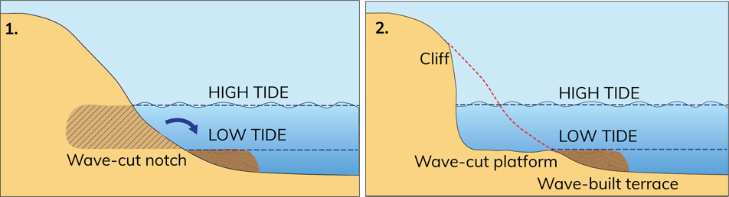 1.
HIGH TIDE
LOW TIDE
Wave-cut notch
2.
Cliff
HIGH TIDE
LOW TIDE
Wave-cut platform
Wave-built terrace